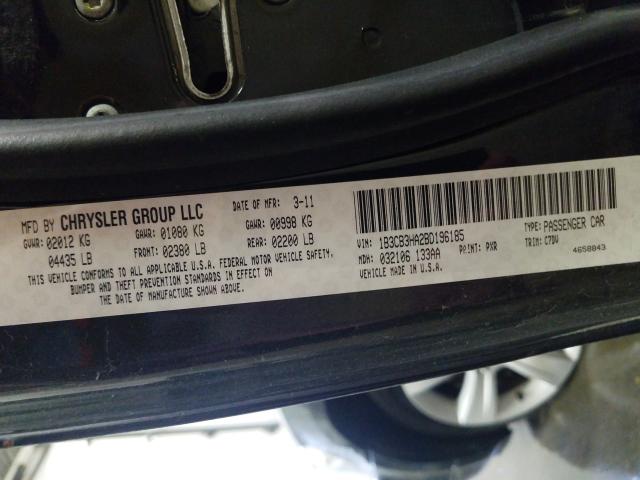 MFD BY CHRYSLER GROUP LLC
DATE OF MFR: 3-11
GVWR: 02012 KG
GAWR: 01080 KG
GAWR: 00998 KG
04435 LB
FRONT: 02380 LB
REAR: 02200 LB
THIS VEHICLE CONFORMS TO ALL APPLICABLE U.S.A. FEDERAL MOTOR VEHICLE SAFETY,
BUMPER AND THEFT PREVENTION STANDARDS IN EFFECT ON
THE DATE OF MANUFACTURE SHOWN ABOVE.
VIN: 1B3CB3HA2BD196185
TYPE: PASSENGER CAR
MDH: 032106 133AA
PAINT: PXR
TRIM: C7DV
VEHICLE MADE IN U.S.A.
4658843